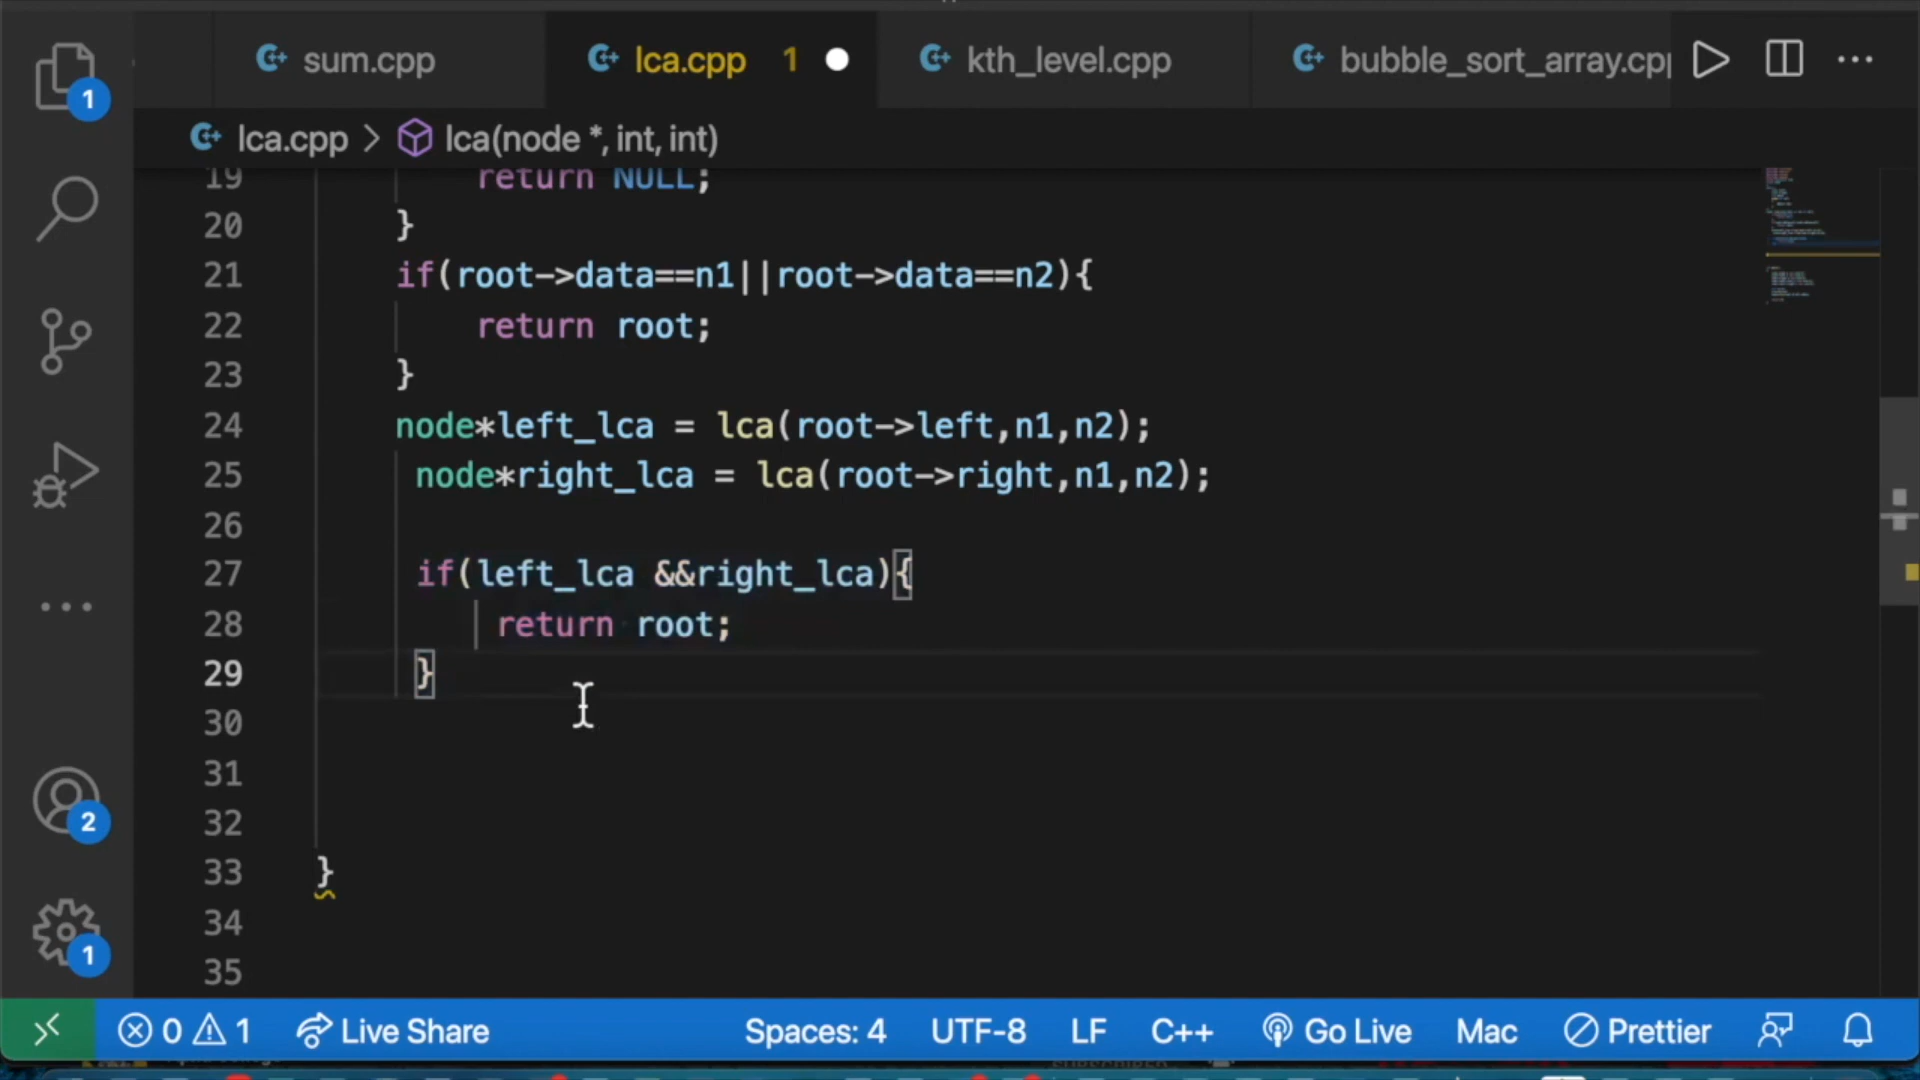 sum.cpp lca.cpp 1 kth_level.cpp bubble_sort_array.cpp
1
lca.cpp > lca(node *, int, int)
19 return NULL;
20 }
21 if(root->data==n1||root->data==n2){
22 return root;
23 }
24 node*left_lca = lca(root->left,n1,n2);
25 node*right_lca = lca(root->right,n1,n2);
26
27 if(left_lca &&right_lca){
28 return root;
29 }
30
31
32
2
33 }
34
1
35
0 1 Live Share Spaces: 4 UTF-8 LF C++ Go Live Mac Prettier